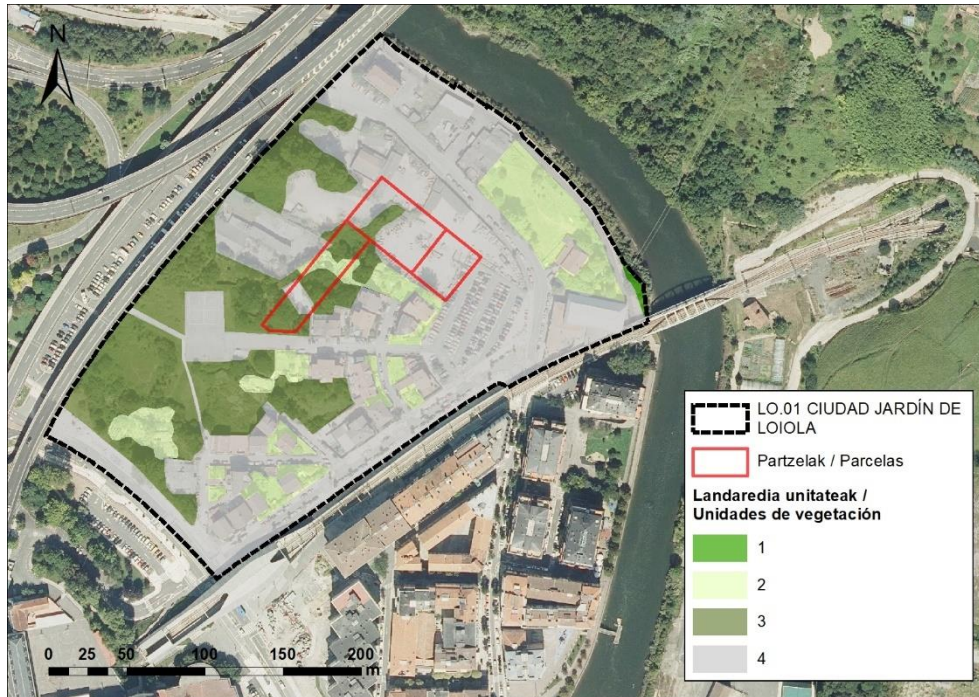 N
LO.01 CIUDAD JARDÍN DE
LOIOLA
Partzelak / Parcelas
Landaredia unitateak /
Unidades de vegetación
1
2
3
4
0 25 50 100 150 200
m